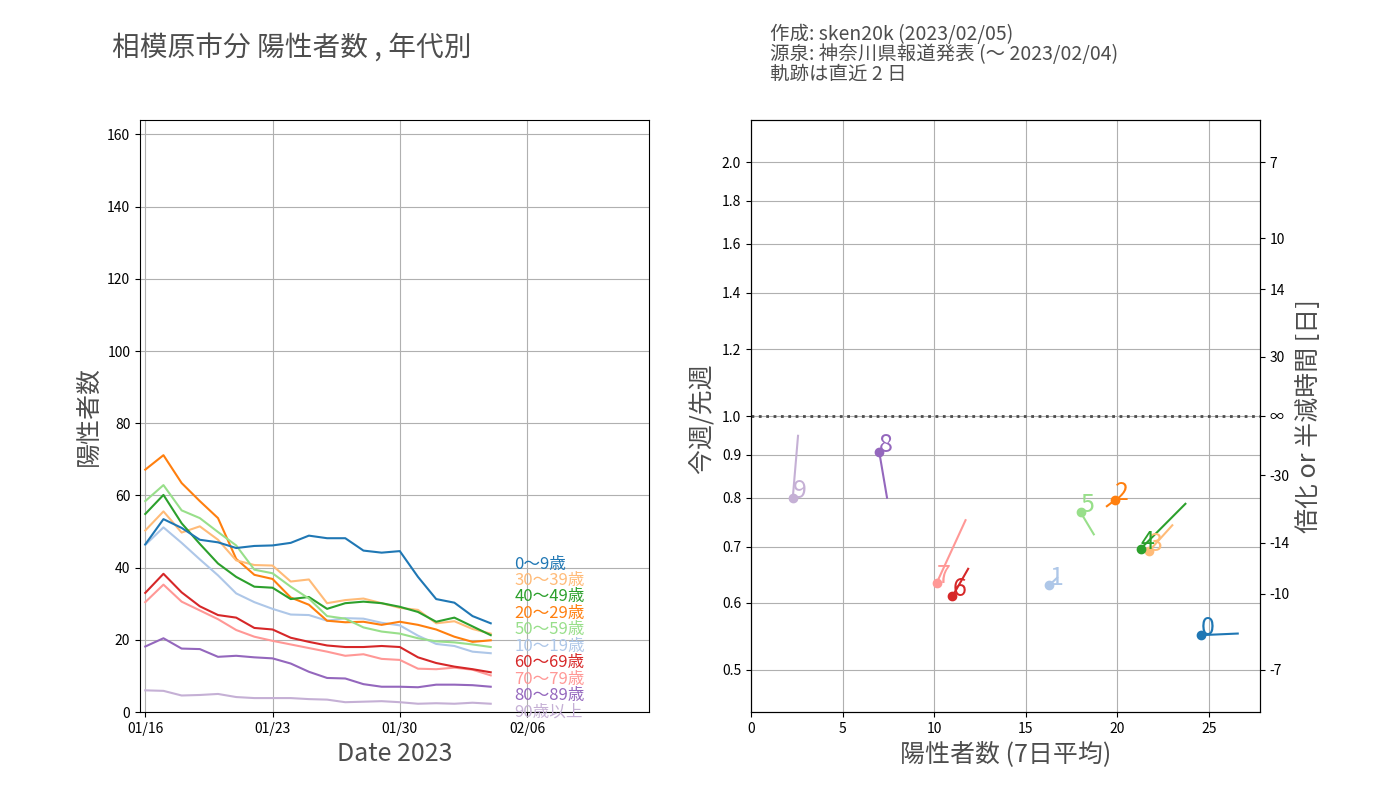 相模原市分 陽性者数 , 年代別
作成: sken20k (2023/02/05)
源泉: 神奈川県報道発表 (〜 2023/02/04)
軌跡は直近 2 日
陽性者数
160
140
120
100
80
60
40
20
0
01/16
01/23
01/30
02/06
Date 2023
0〜9歳
30〜39歳
40〜49歳
20〜29歳
50〜59歳
10〜19歳
60〜69歳
70〜79歳
80〜89歳
90歳以上
今週/先週
2.0
1.8
1.6
1.4
1.2
1.0
0.9
0.8
0.7
0.6
0.5
8
9
2
5
4
3
7
6
1
0
0
5
10
15
20
25
陽性者数 (7日平均)
7
10
14
30
∞
-30
-14
-10
-7
倍化 or 半減時間 [日]